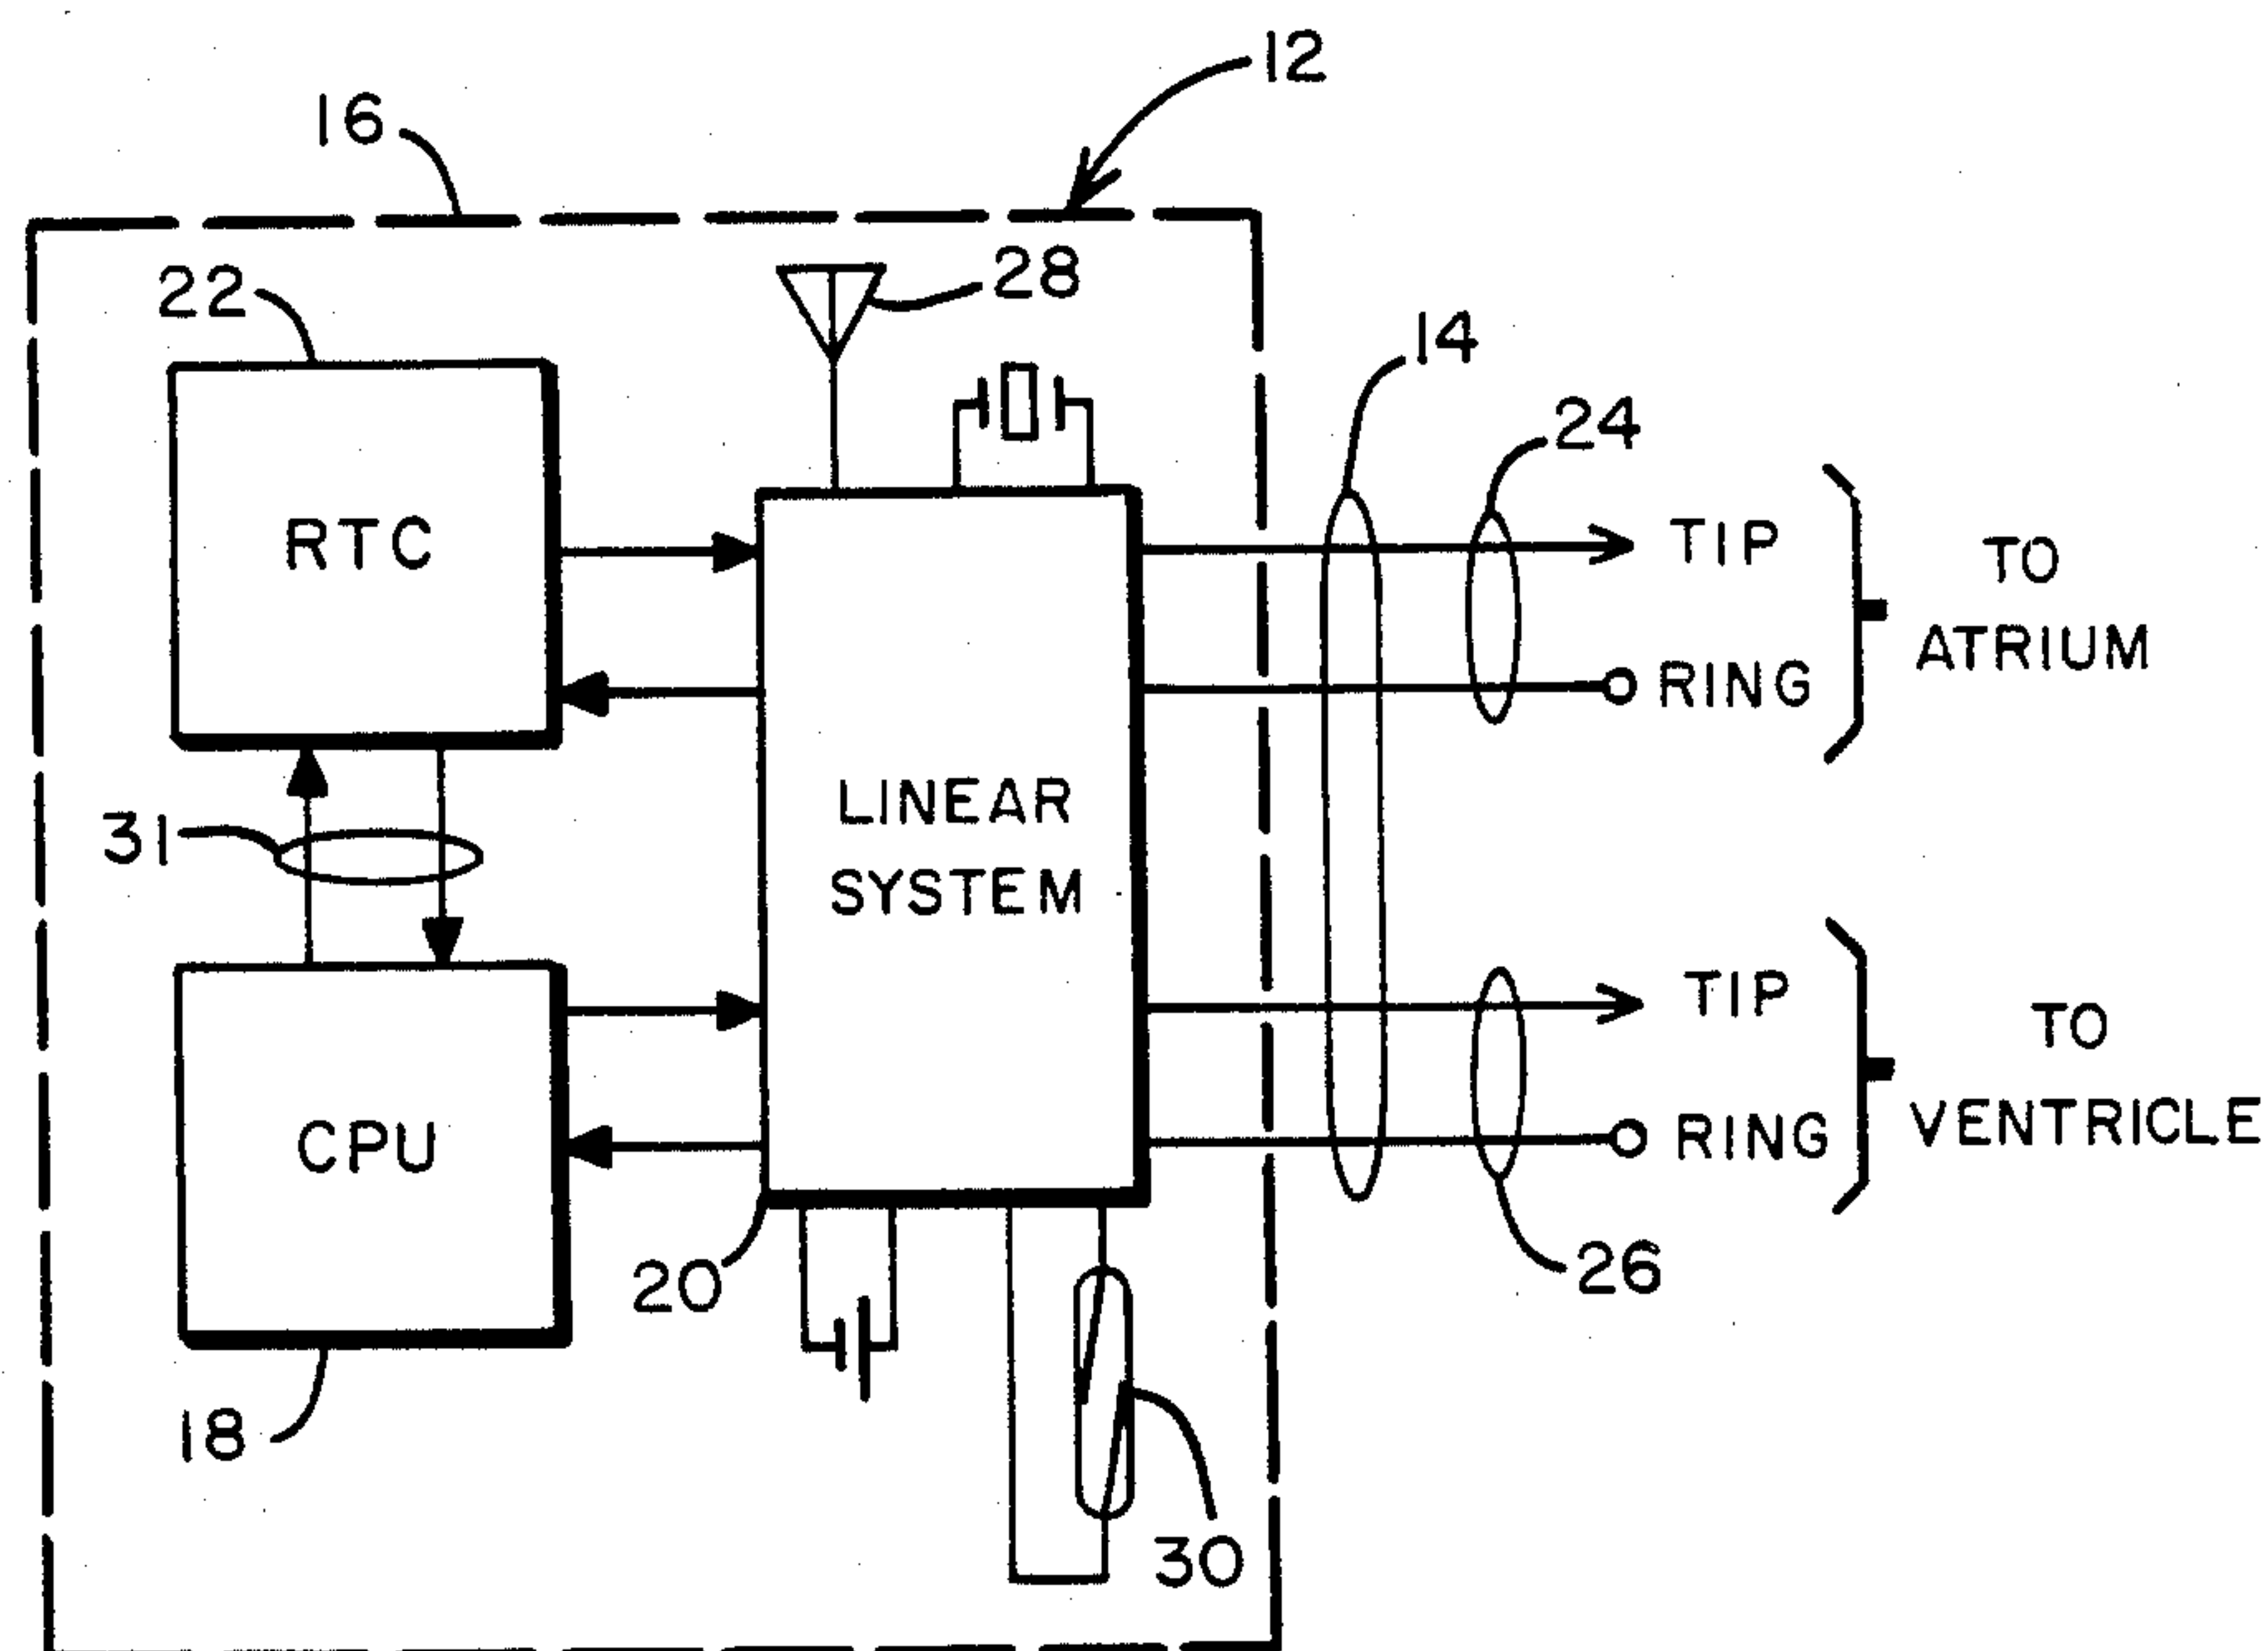 12
16
22
28
14
24
RTC
TIP
TO
ATRIUM
RING
LINEAR
SYSTEM
31
TIP
TO
VENTRICLE
RING
CPU
20
26
18
30